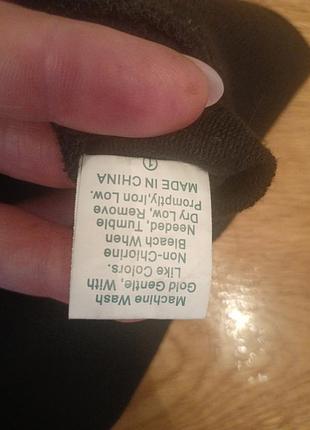 Machine Wash
Gold Gentle, With
Like Colors.
Non-Chlorine
Bleach When
Needed, Tumble
Dry Low, Remove
Promptly,Iron Low.
MADE IN CHINA
①